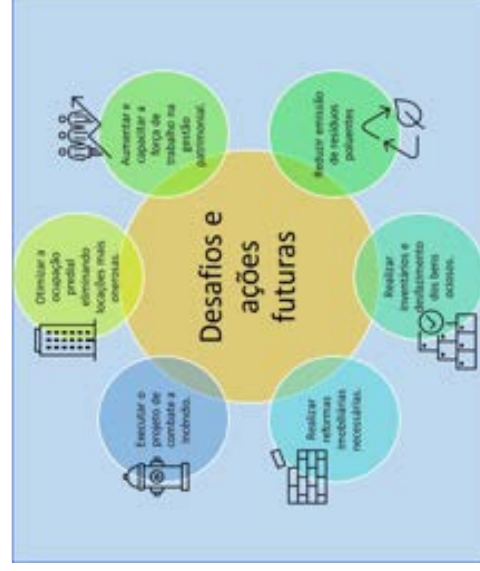 Desafios e
ações
futuras
Otimizar a
ocupação
predial
eliminando
locações mais
onerosas.
Aumentar e
capacitar a
força de
trabalho na
gestão
patrimonial.
Reduzir emissão
de resíduos
poluentes
Realizar
inventários e
desfazimento
dos bens
ociosos.
Realizar
reformas
imobiliárias
necessárias.
Executar o
projeto de
combate a
incêndio.